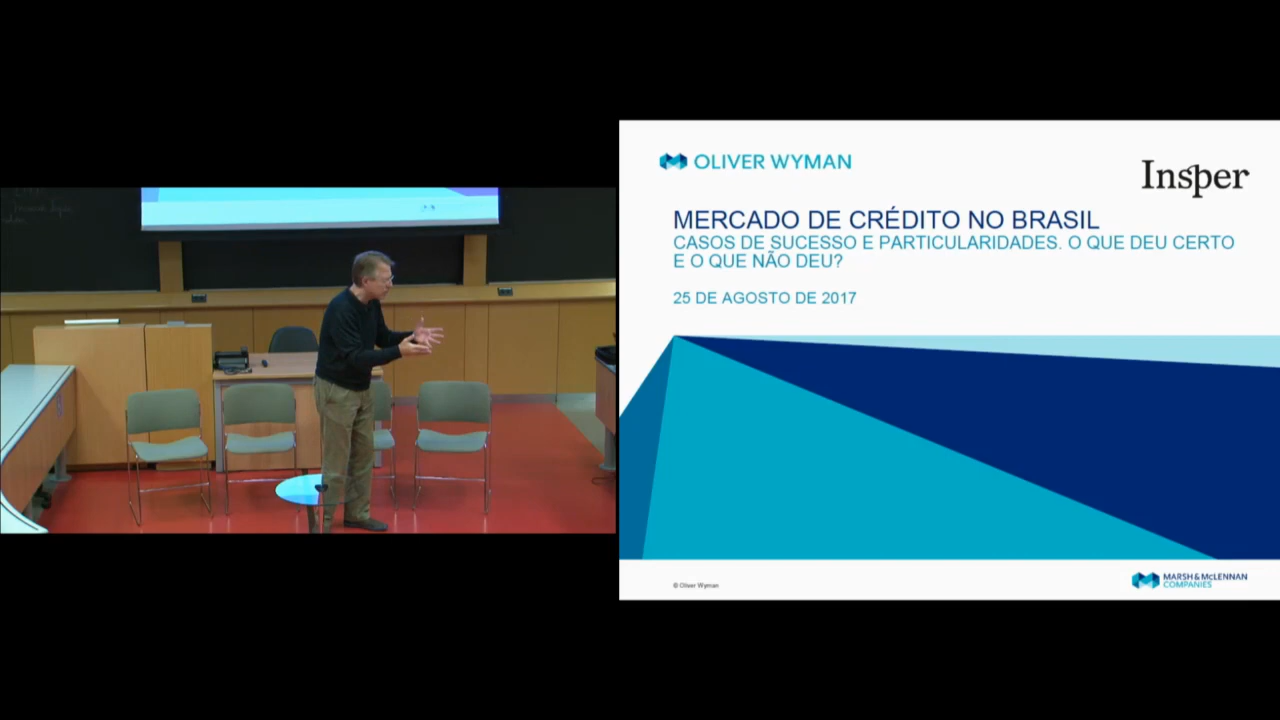 OLIVER WYMAN
Insper
MERCADO DE CRÉDITO NO BRASIL
CASOS DE SUCESSO E PARTICULARIDADES. O QUE DEU CERTO
E O QUE NÃO DEU?
25 DE AGOSTO DE 2017
© Oliver Wyman
MARSH & McLENNAN
COMPANIES